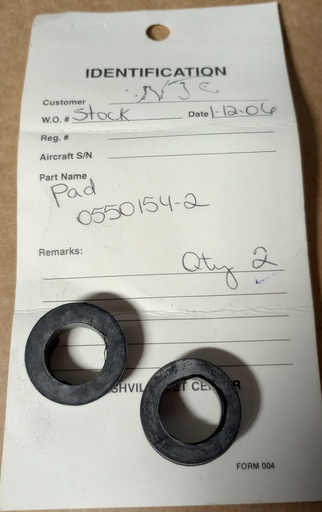 IDENTIFICATION
Customer NJC
W.O. # Stock Date 1-12-06
Reg. #
Aircraft S/N
Part Name
Pad
0550154-2
Remarks:
Qty 2
FORM 004